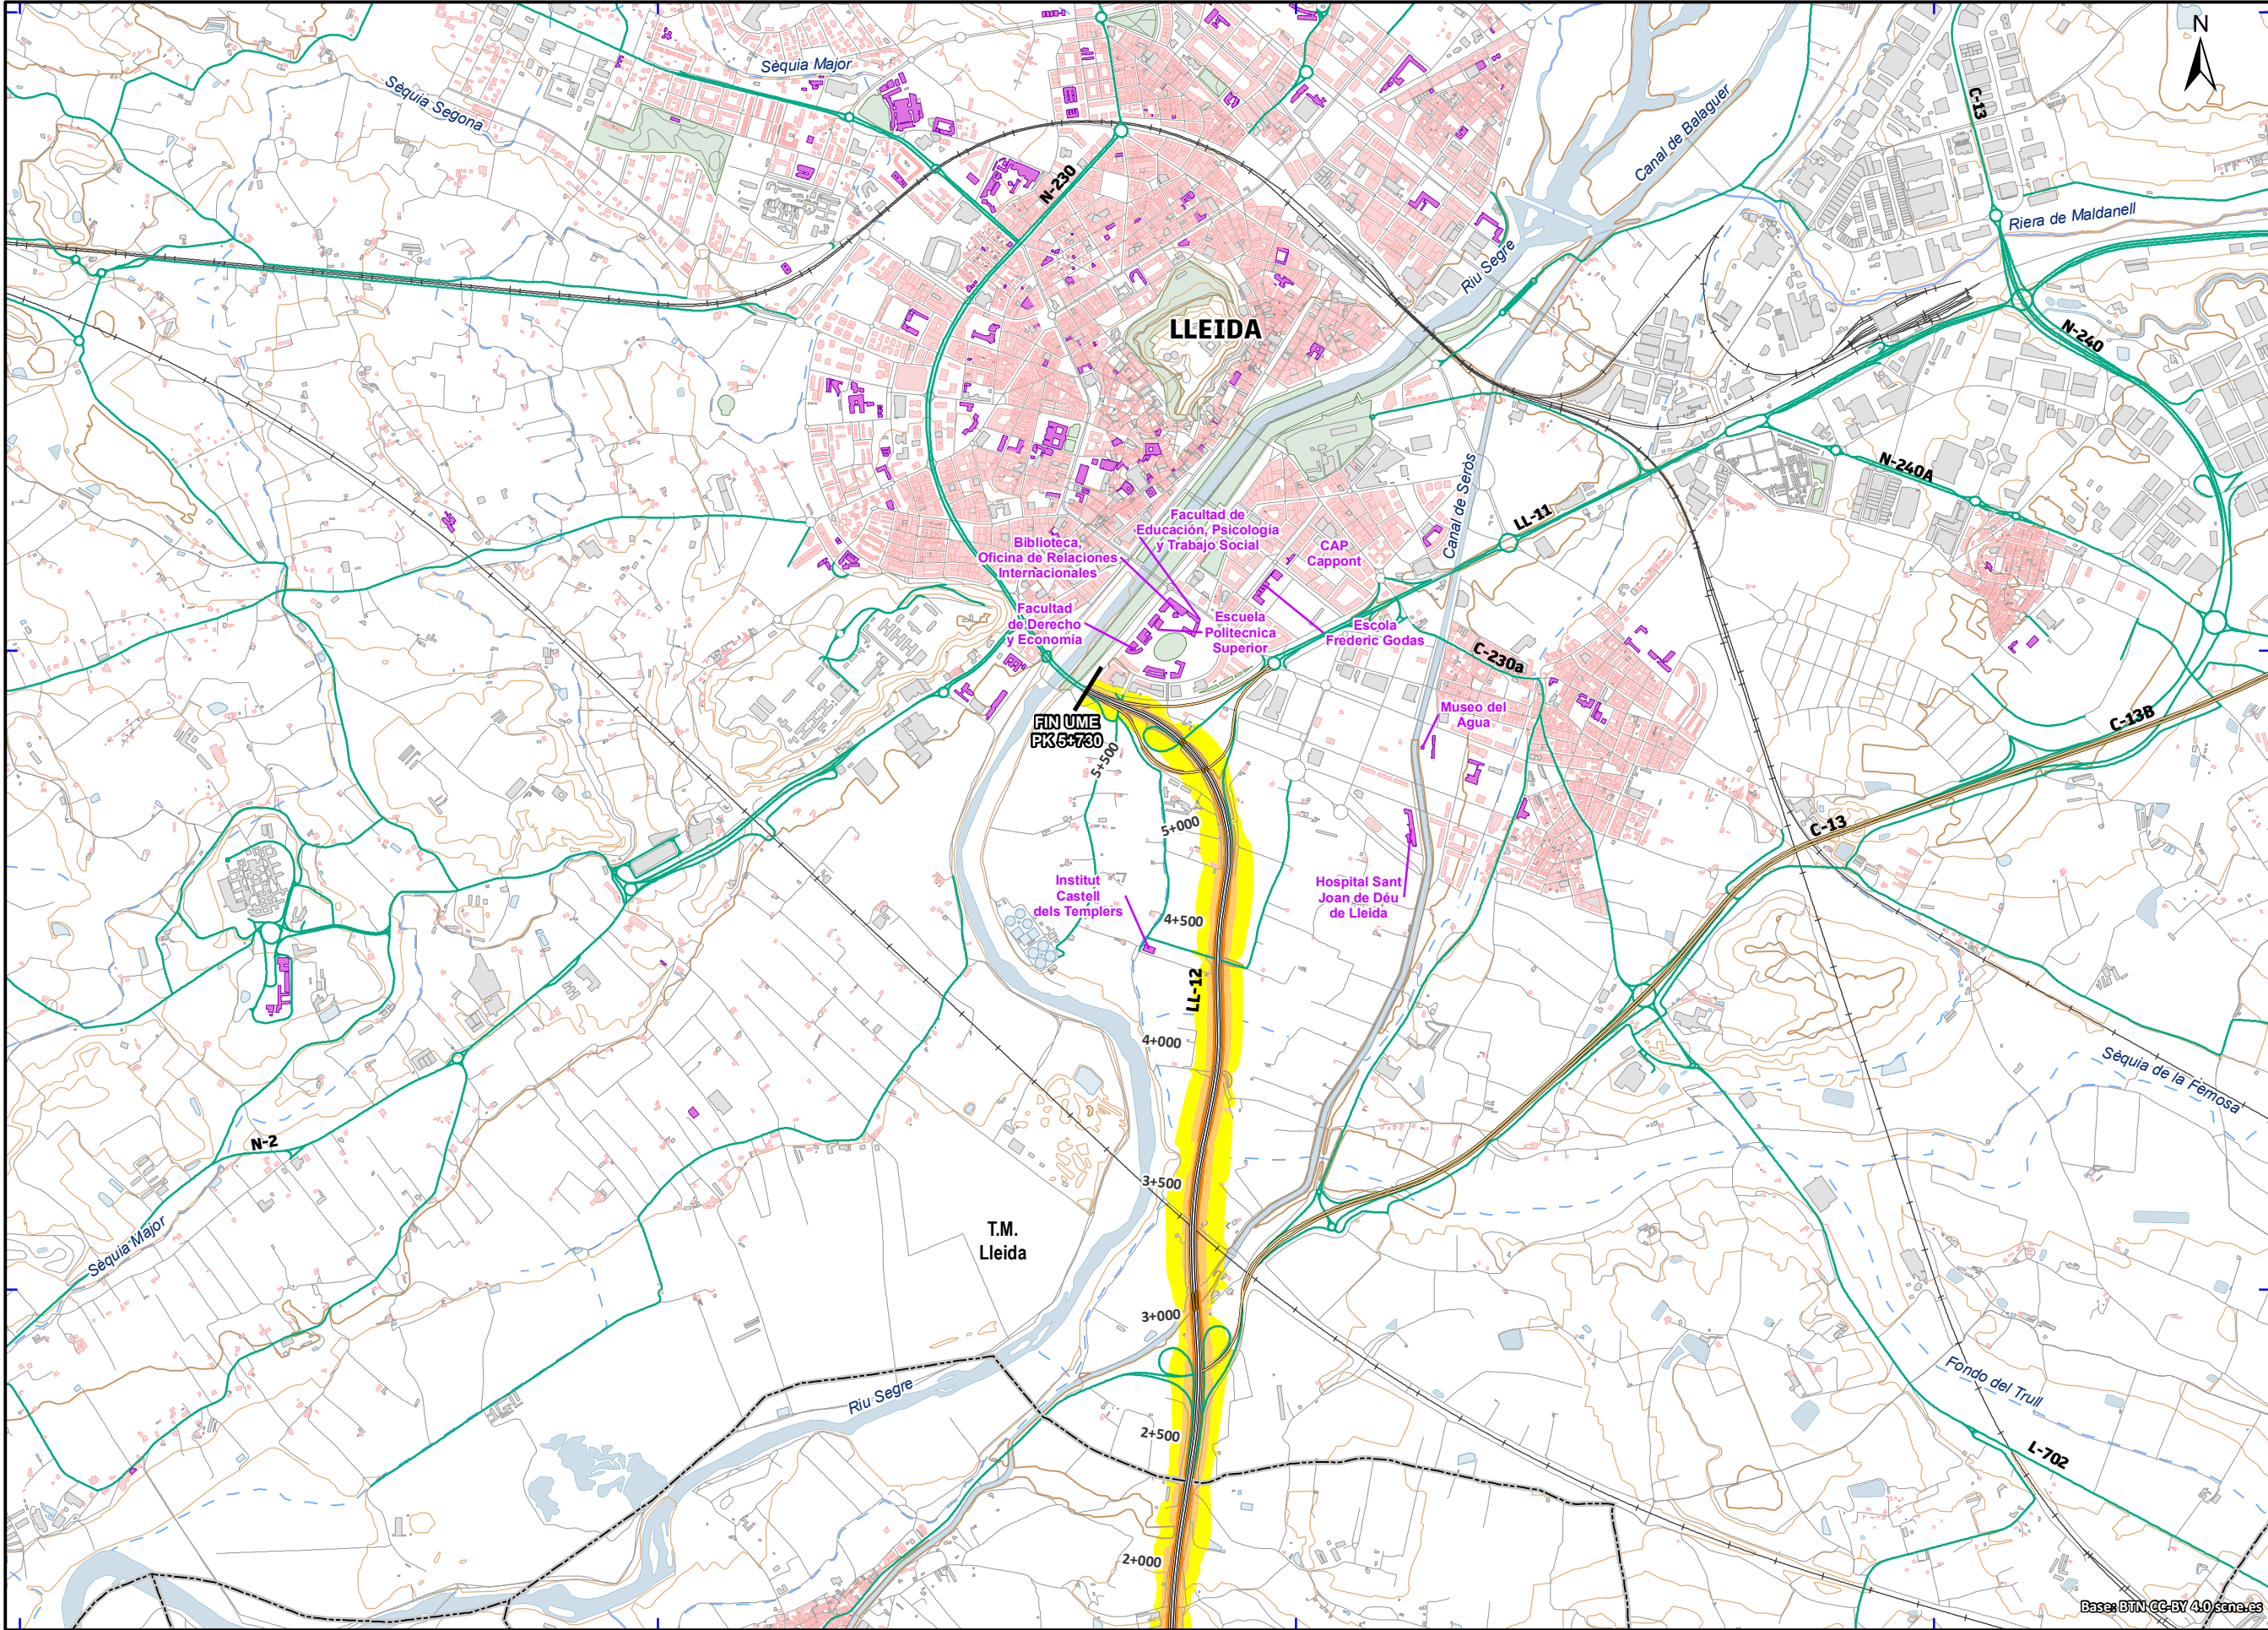 N
Sèquia Major
Sèquia Segona
Canal de Balaguer
C-13
Riera de Maldanell
N-230
Riu Segre
LLEIDA
N-240
N-240A
Canal de Seròs
LL-11
Facultad de
Educación, Psicología
y Trabajo Social
Biblioteca,
Oficina de Relaciones
Internacionales
CAP
Cappont
Facultad
de Derecho
y Economía
Escuela
Politecnica
Superior
Escola
Frederic Godas
C-230a
Museo del
Agua
FIN UME
PK 5+730
C-13B
5+500
5+000
C-13
Institut
Castell
dels Templers
Hospital Sant
Joan de Déu
de Lleida
4+500
LL-12
4+000
Sèquia de la Femosa
N-2
3+500
T.M.
Lleida
Sèquia Major
3+000
Riu Segre
Fondo del Trull
2+500
L-702
2+000
Base: BTN CC-BY 4.0 scne.es